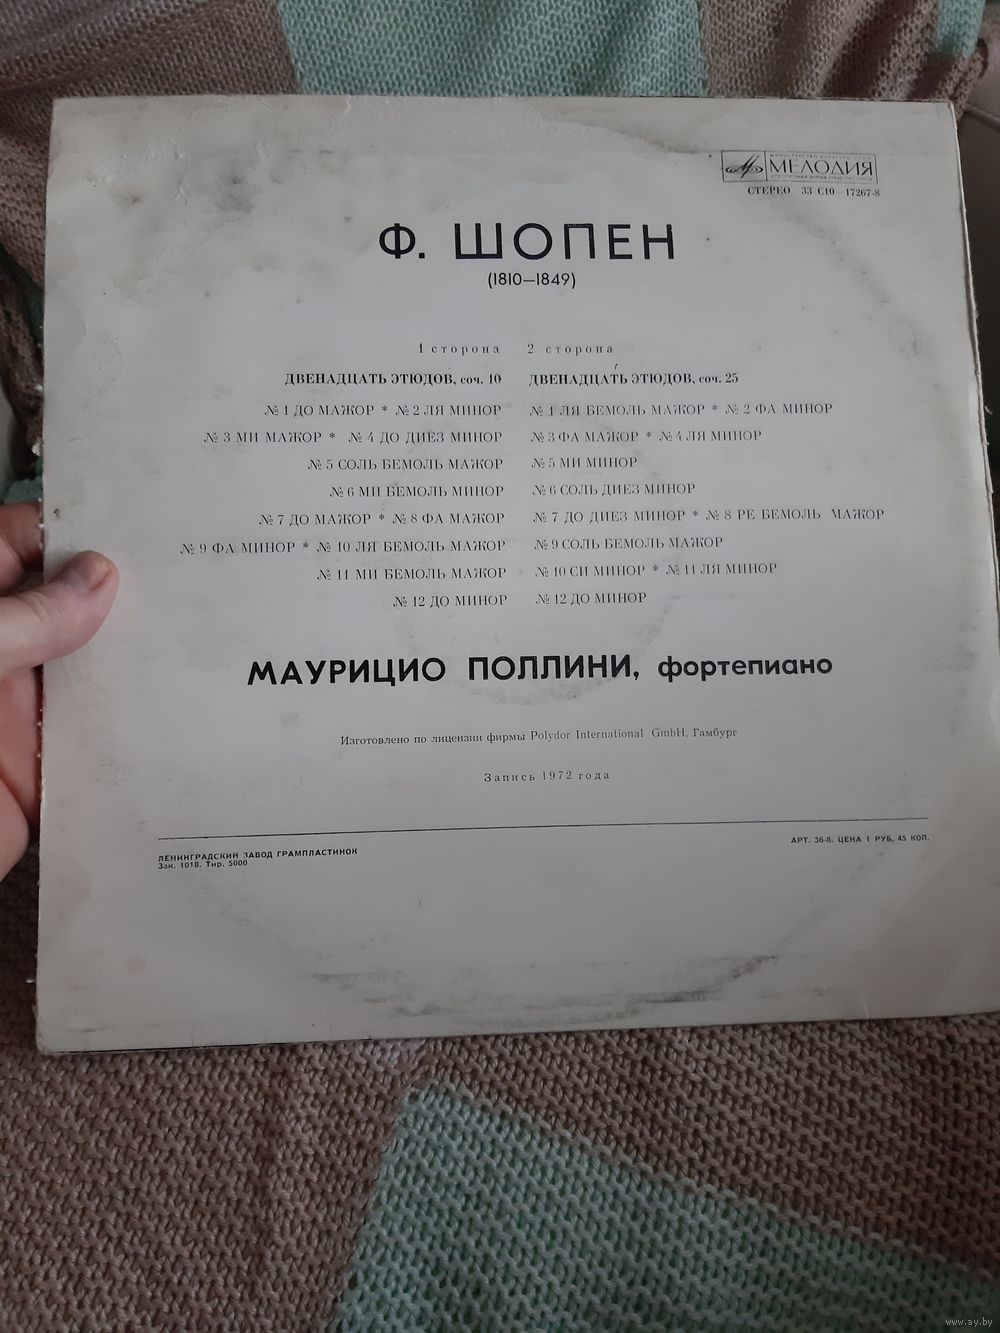 МЕЛОДИЯ
СТЕРЕО 33 С10—17267-8
Ф. ШОПЕН
(1810—1849)
1 сторона
ДВЕНАДЦАТЬ ЭТЮДОВ, соч. 10
№ 1 ДО МАЖОР * № 2 ЛЯ МИНОР
№ 3 МИ МАЖОР * № 4 ДО ДИЕЗ МИНОР
№ 5 СОЛЬ БЕМОЛЬ МАЖОР
№ 6 МИ БЕМОЛЬ МИНОР
№ 7 ДО МАЖОР * № 8 ФА МАЖОР
№ 9 ФА МИНОР * № 10 ЛЯ БЕМОЛЬ МАЖОР
№ 11 МИ БЕМОЛЬ МАЖОР
№ 12 ДО МИНОР
2 сторона
ДВЕНАДЦАТЬ ЭТЮДОВ, соч. 25
№ 1 ЛЯ БЕМОЛЬ МАЖОР * № 2 ФА МИНОР
№ 3 ФА МАЖОР * № 4 ЛЯ МИНОР
№ 5 МИ МИНОР
№ 6 СОЛЬ ДИЕЗ МИНОР
№ 7 ДО ДИЕЗ МИНОР * № 8 РЕ БЕМОЛЬ МАЖОР
№ 9 СОЛЬ БЕМОЛЬ МАЖОР
№ 10 СИ МИНОР * № 11 ЛЯ МИНОР
№ 12 ДО МИНОР
МАУРИЦИО ПОЛЛИНИ, фортепиано
Изготовлено по лицензии фирмы Polydor International GmbH, Гамбург
Запись 1972 года
ЛЕНИНГРАДСКИЙ ЗАВОД ГРАМПЛАСТИНОК
Зак. 1018. Тир. 5000
АРТ. 36-8. ЦЕНА 1 РУБ. 45 КОП.
www.ay.by